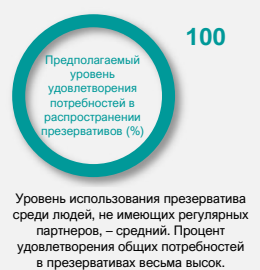 100
Предполагаемый
уровень
удовлетворения
потребностей в
распространении
презервативов (%)
Уровень использования презерватива
среди людей, не имеющих регулярных
партнеров, – средний. Процент
удовлетворения общих потребностей
в презервативах весьма высок.